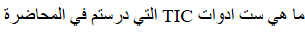 ما هي ست ادوات TIC التي درستم في المحاضرة